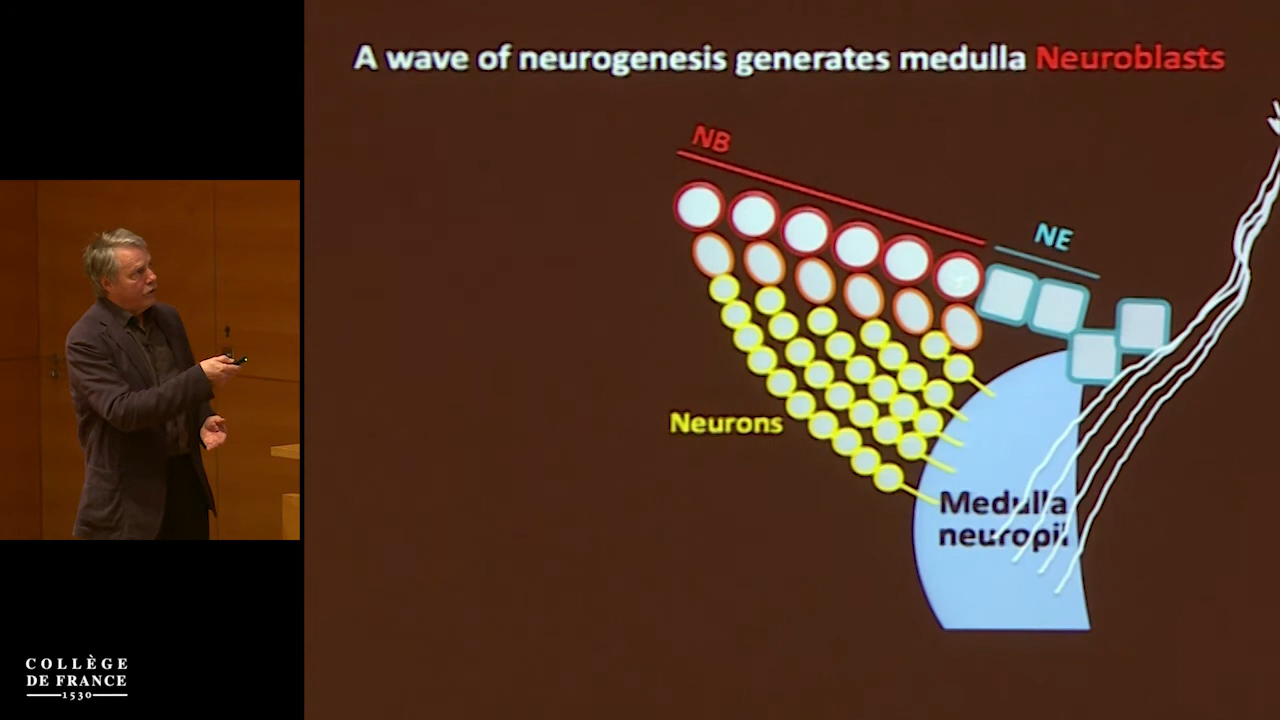 A wave of neurogenesis generates medulla Neuroblasts
NB
NE
Neurons
Medulla
neuropil
COLLÈGE
DE FRANCE
1530